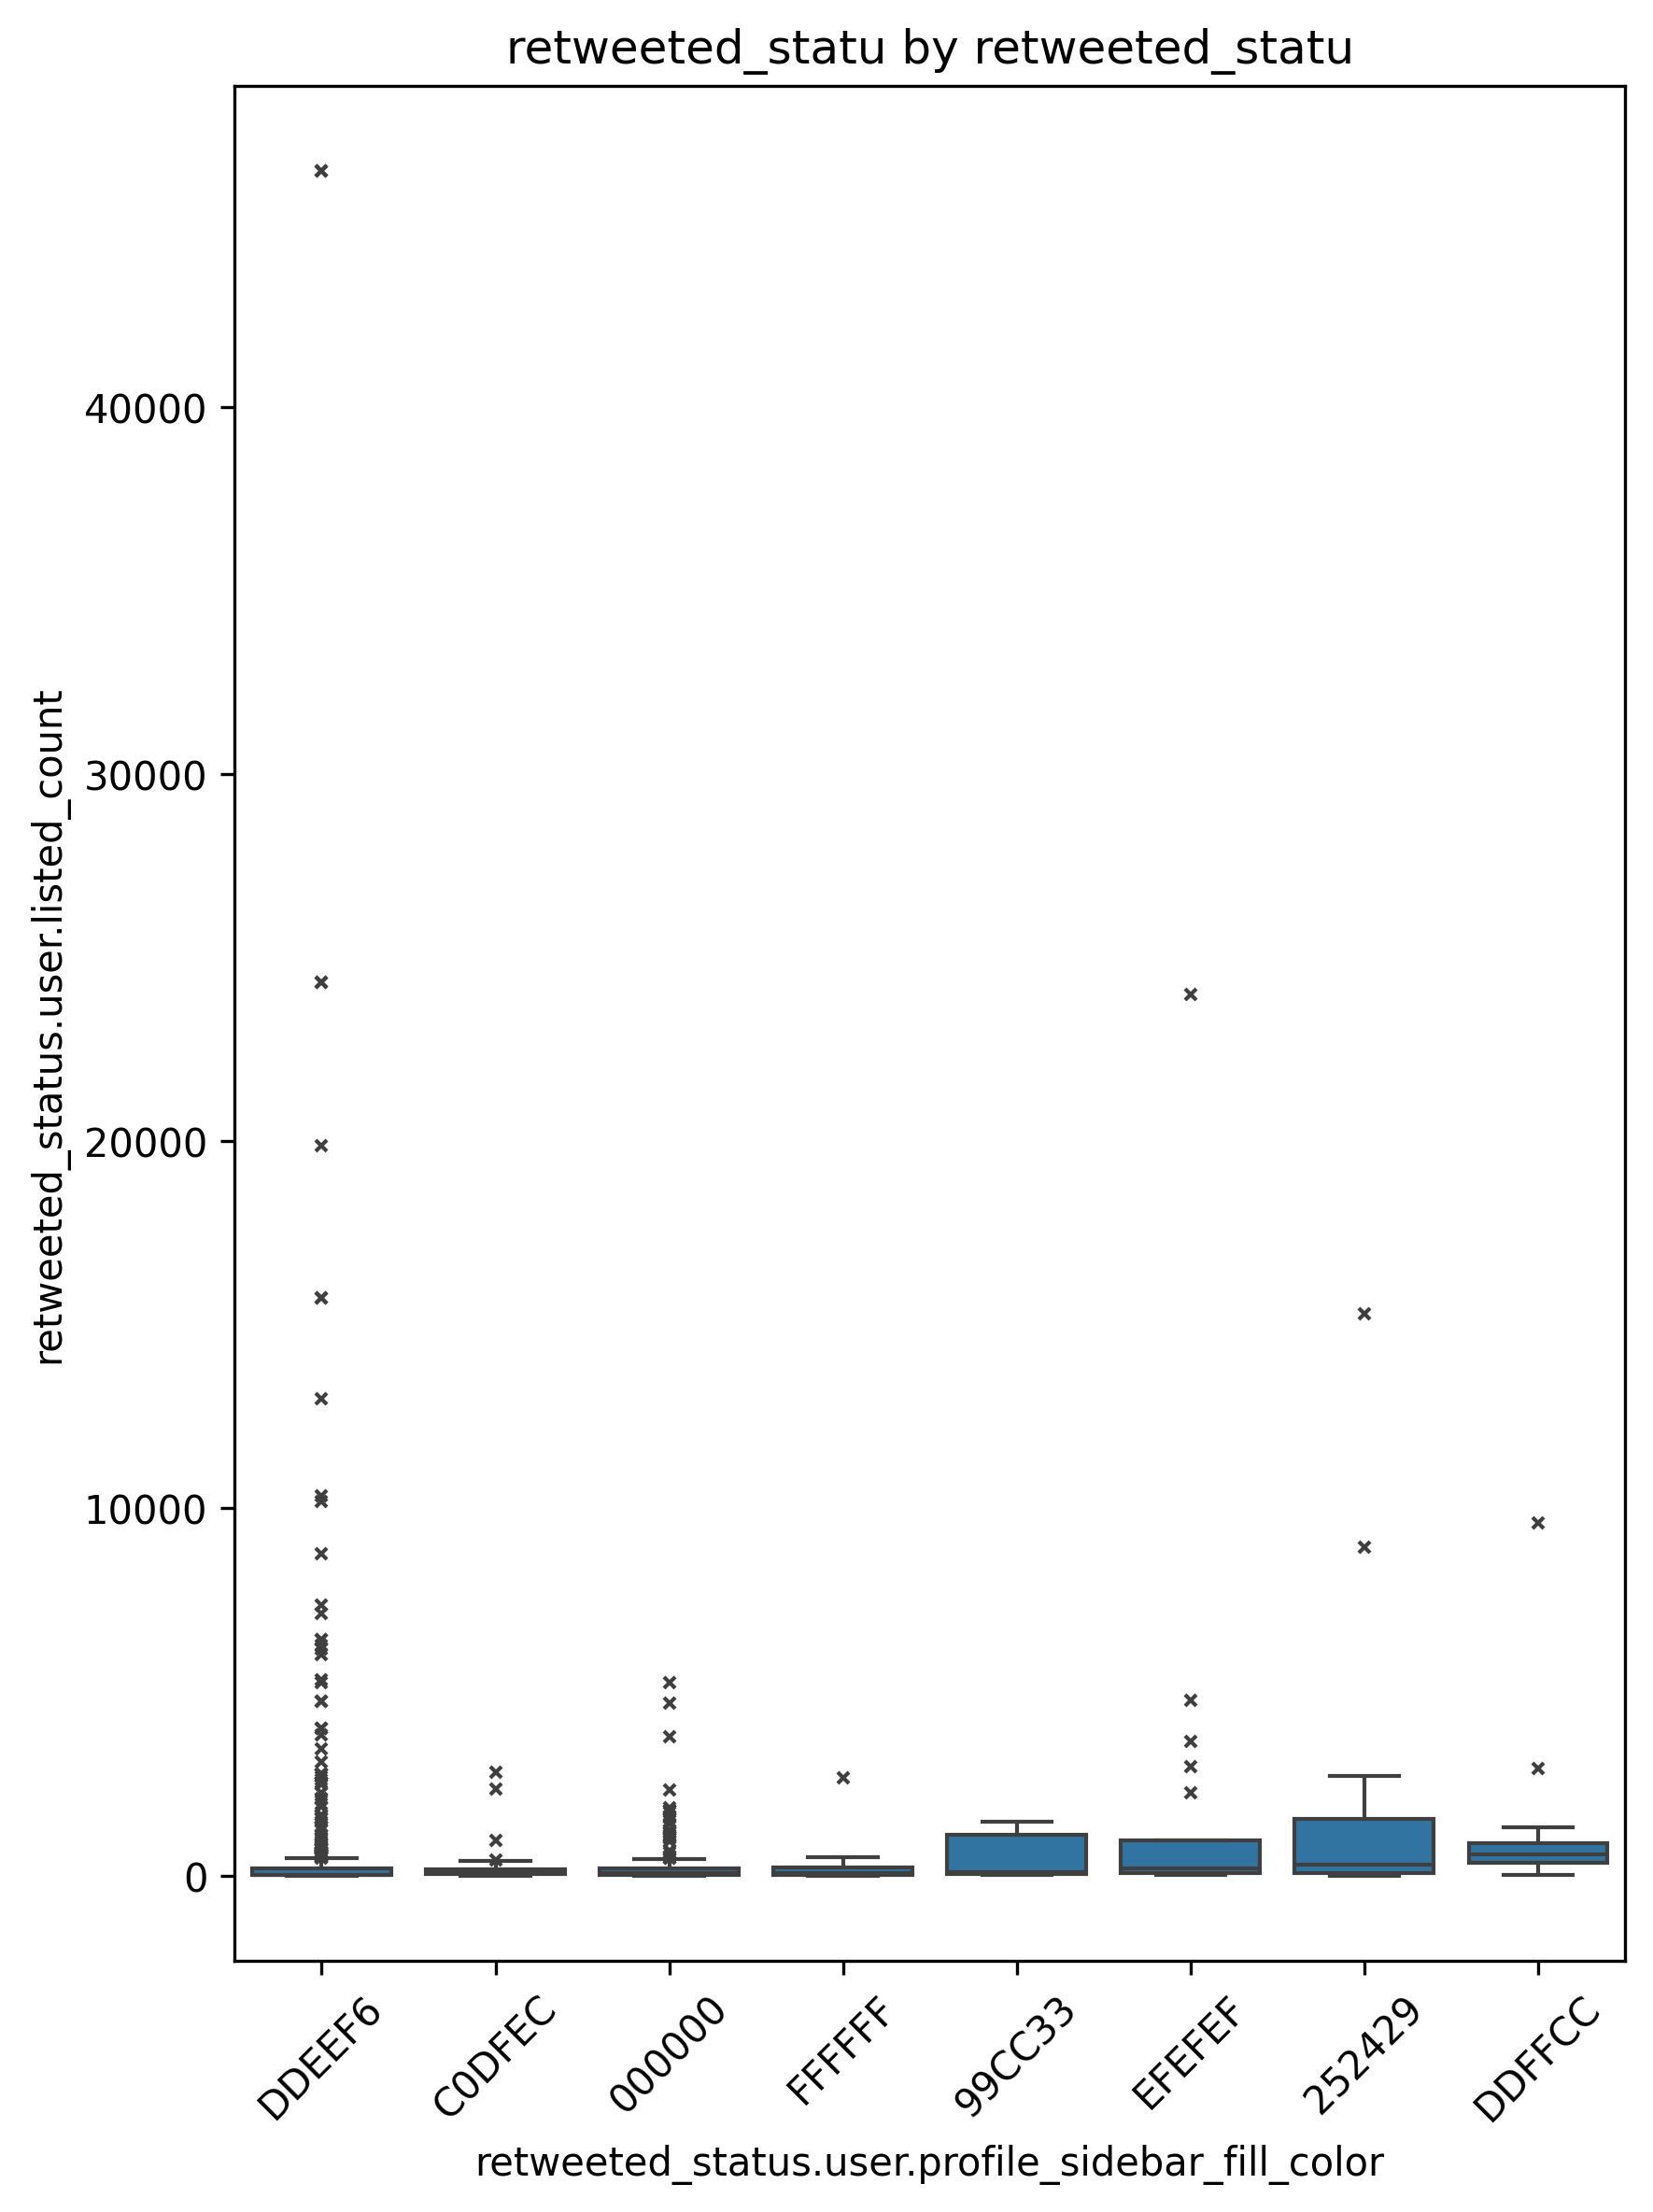 retweeted_statu by retweeted_statu
retweeted_status.user.listed_count
40000
30000
20000
10000
0
DDEEF6
C0DFEC
000000
FFFFFF
99CC33
EFEFEF
252429
DDFFCC
retweeted_status.user.profile_sidebar_fill_color